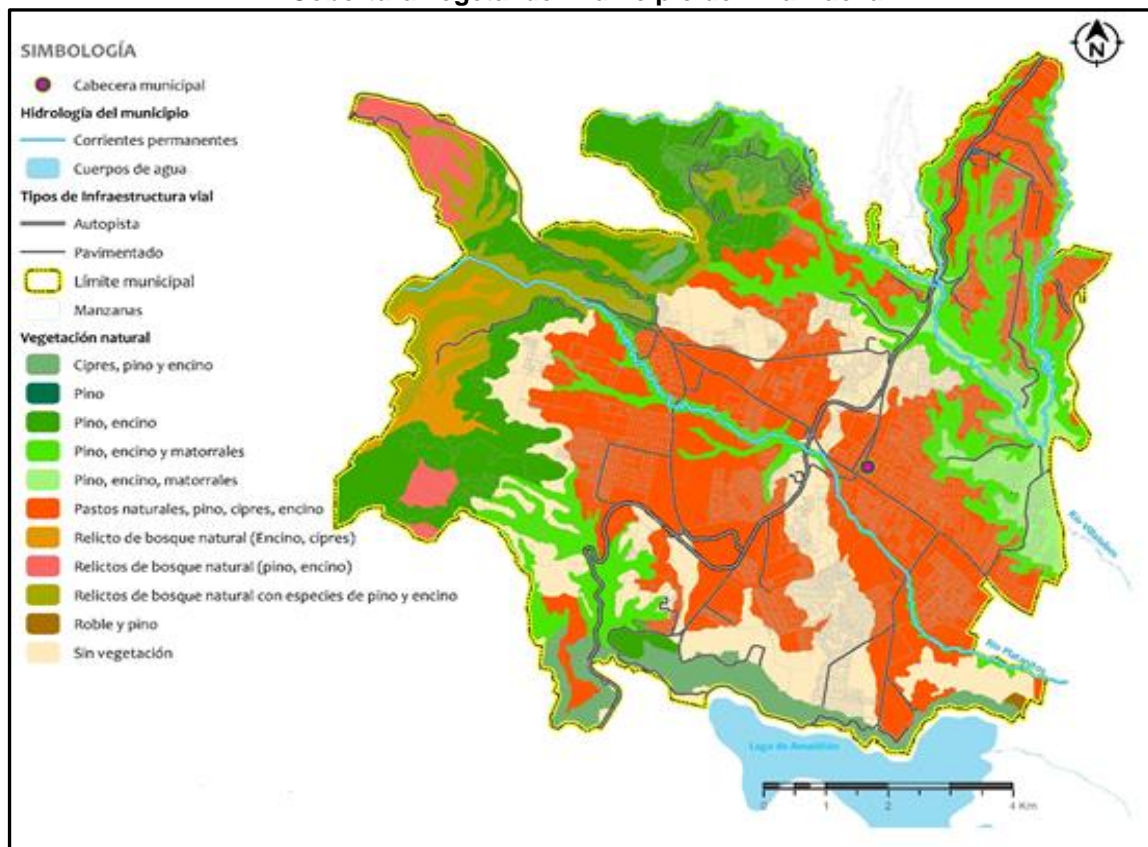 SIMBOLOGÍA
Cabecera municipal
Hidrología del municipio
Corrientes permanentes
Cuerpos de agua
Tipos de Infraestructura vial
Autopista
Pavimentado
Límite municipal
Manzanas
Vegetación natural
Cipres, pino y encino
Pino
Pino, encino
Pino, encino y matorrales
Pino, encino, matorrales
Pastos naturales, pino, cipres, encino
Relicto de bosque natural (Encino, cipres)
Relictos de bosque natural (pino, encino)
Relictos de bosque natural con especies de pino y encino
Roble y pino
Sin vegetación
N
Río Villalobos
Río Platanitos
Lago de Amatitlán
0 1 2 4 Km